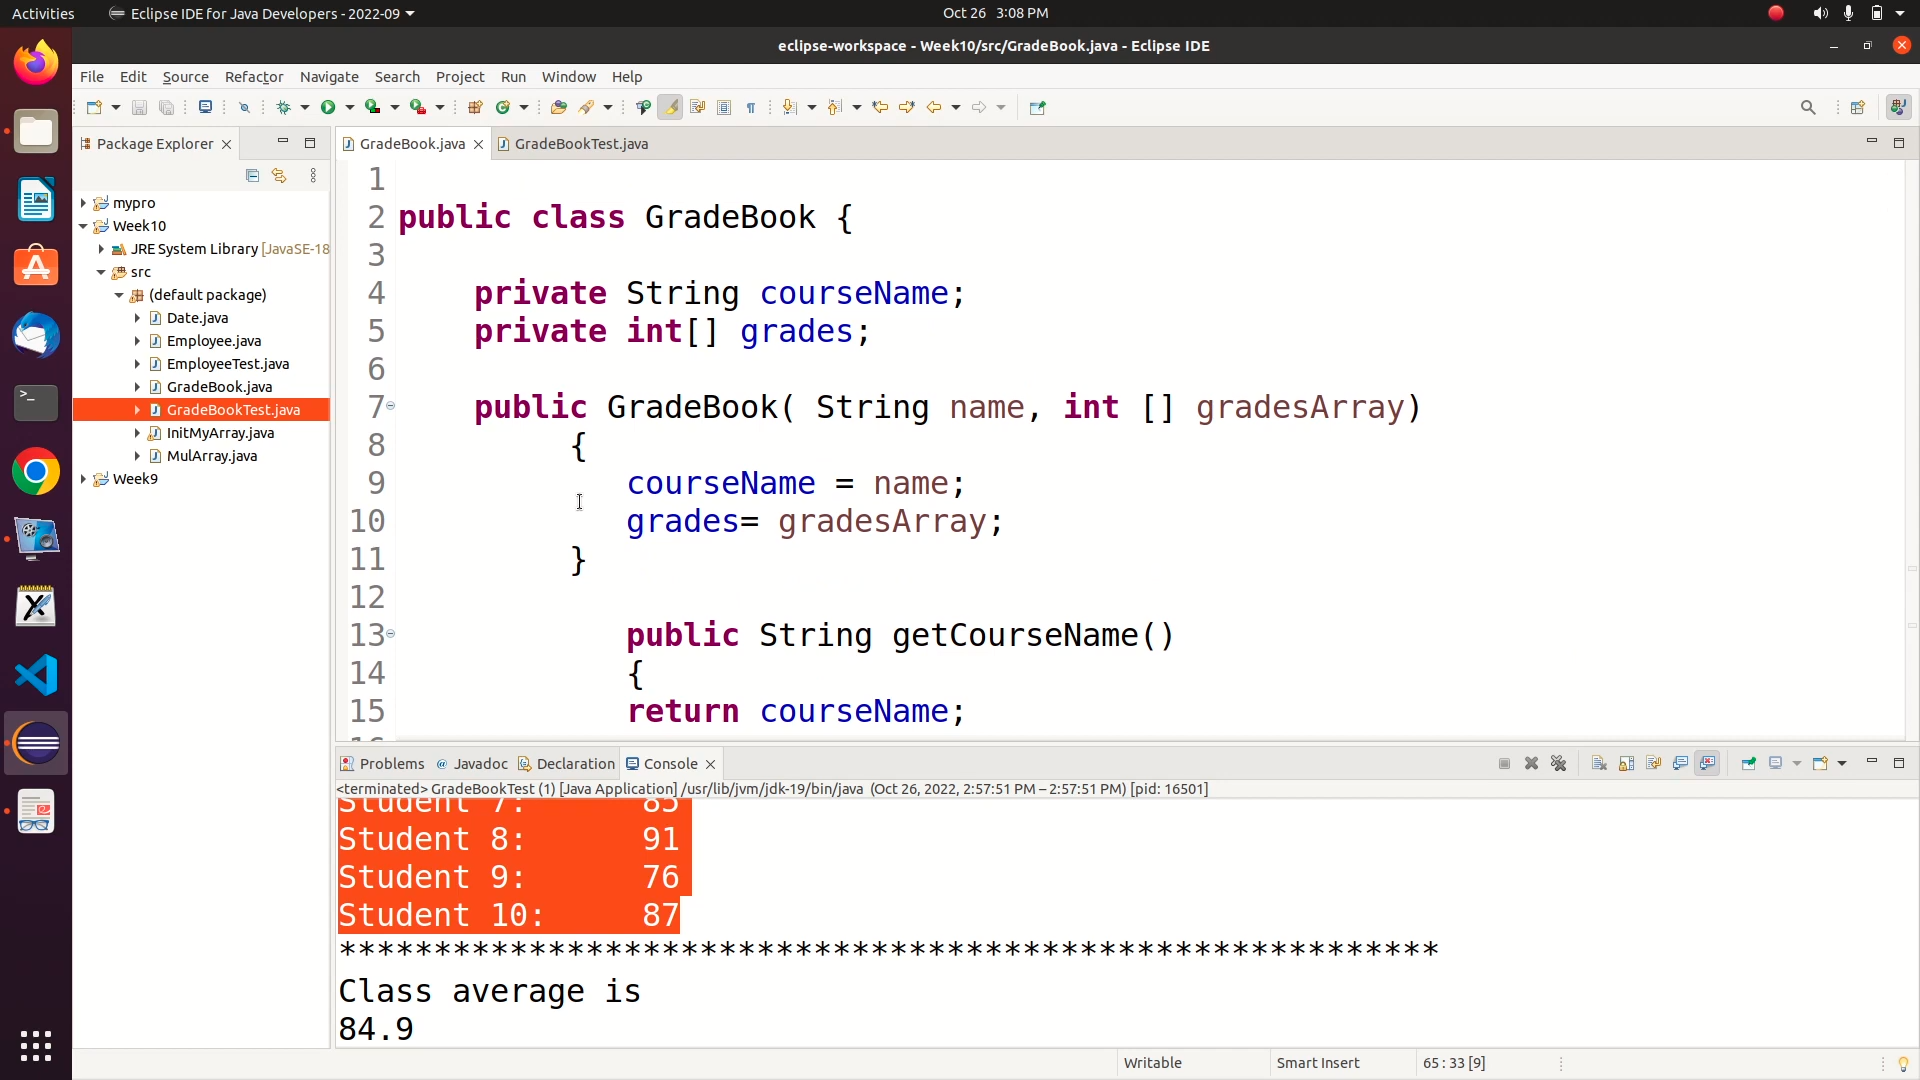 Activities
Eclipse IDE for Java Developers - 2022-09
Oct 26 3:08 PM
eclipse-workspace - Week10/src/GradeBook.java - Eclipse IDE
File Edit Source Refactor Navigate Search Project Run Window Help
Package Explorer
GradeBook.java
GradeBookTest.java
mypro
Week10
JRE System Library [JavaSE-18
src
(default package)
Date.java
Employee.java
EmployeeTest.java
GradeBook.java
GradeBookTest.java
InitMyArray.java
MulArray.java
Week9
1
2 public class GradeBook {
3
4 private String courseName;
5 private int[] grades;
6
7 public GradeBook( String name, int [] gradesArray)
8 {
9 courseName = name;
10 grades= gradesArray;
11 }
12
13 public String getCourseName()
14 {
15 return courseName;
16
Problems @ Javadoc Declaration Console
<terminated> GradeBookTest (1) [Java Application] /usr/lib/jvm/jdk-19/bin/java (Oct 26, 2022, 2:57:51 PM – 2:57:51 PM) [pid: 16501]
Student 7: 85
Student 8: 91
Student 9: 76
Student 10: 87
**********************************************************
Class average is
84.9
Writable Smart Insert 65 : 33 [9]